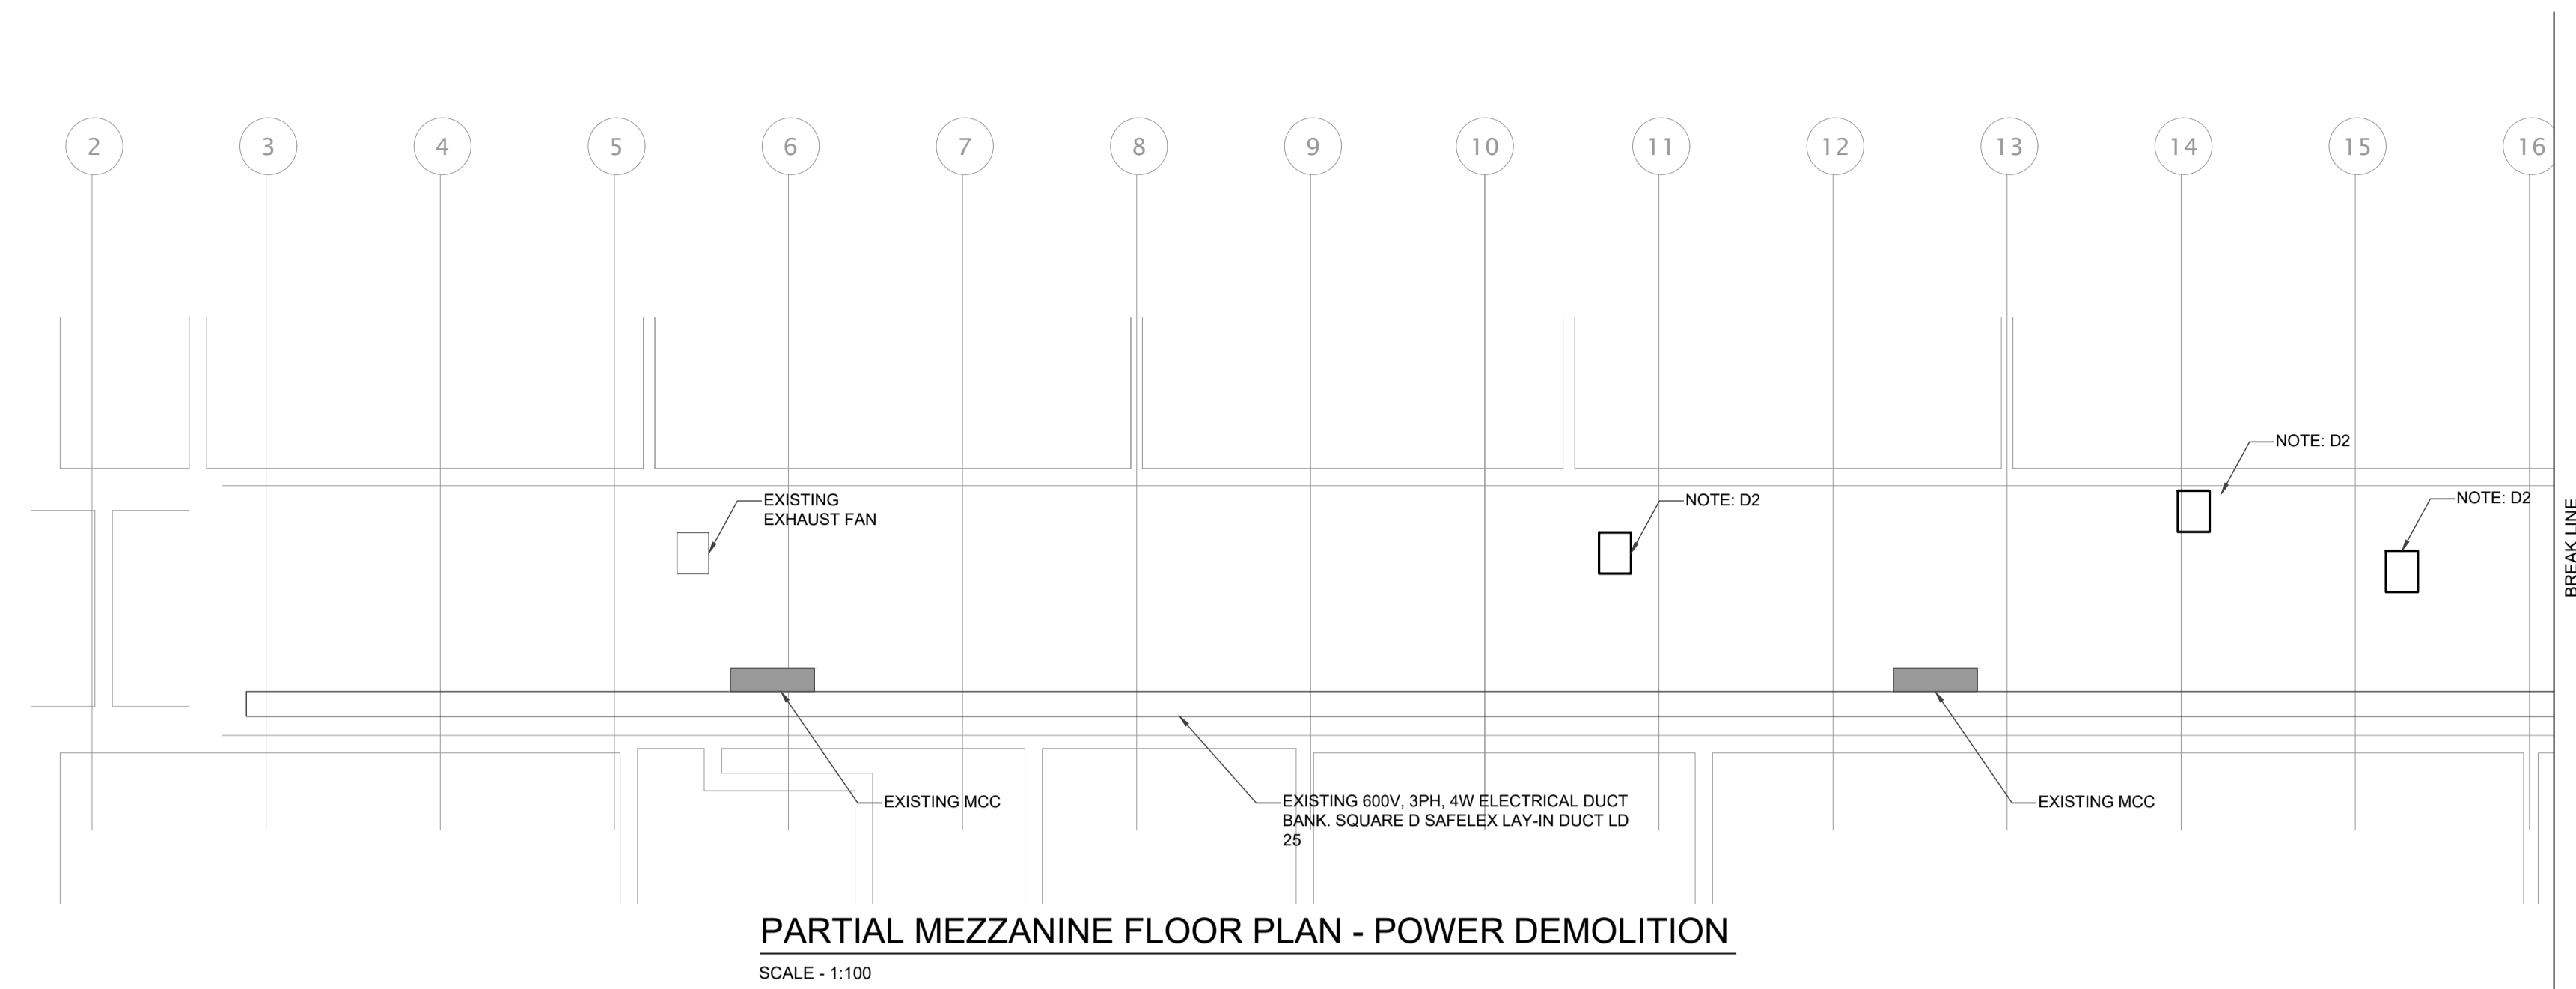 2 3 4 5 6 7 8 9 10 11 12 13 14 15 16
NOTE: D2
EXISTING
EXHAUST FAN
NOTE: D2
NOTE: D2
BREAK LINE
EXISTING MCC
EXISTING 600V, 3PH, 4W ELECTRICAL DUCT
BANK. SQUARE D SAFELEX LAY-IN DUCT LD
25
EXISTING MCC
PARTIAL MEZZANINE FLOOR PLAN - POWER DEMOLITION
SCALE - 1:100